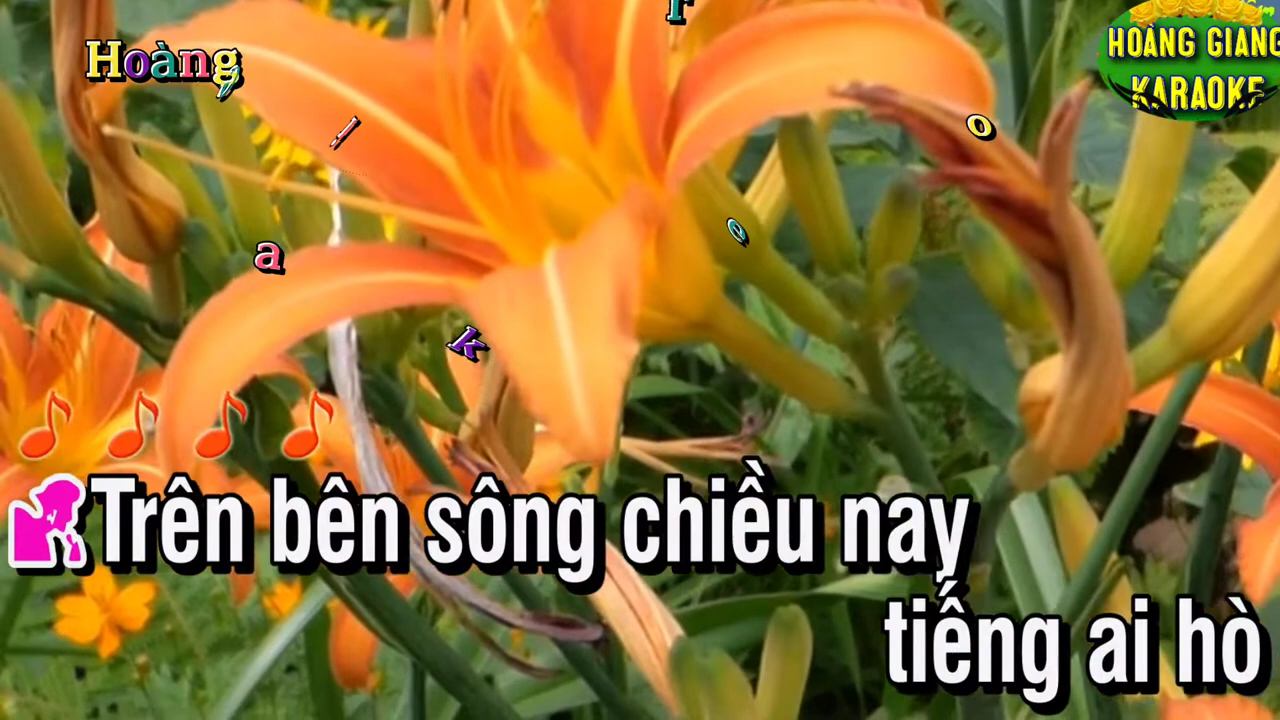 Hoàng
HOÀNG GIANG
KARAOKE
Trên bên sông chiều nay
tiếng ai hò